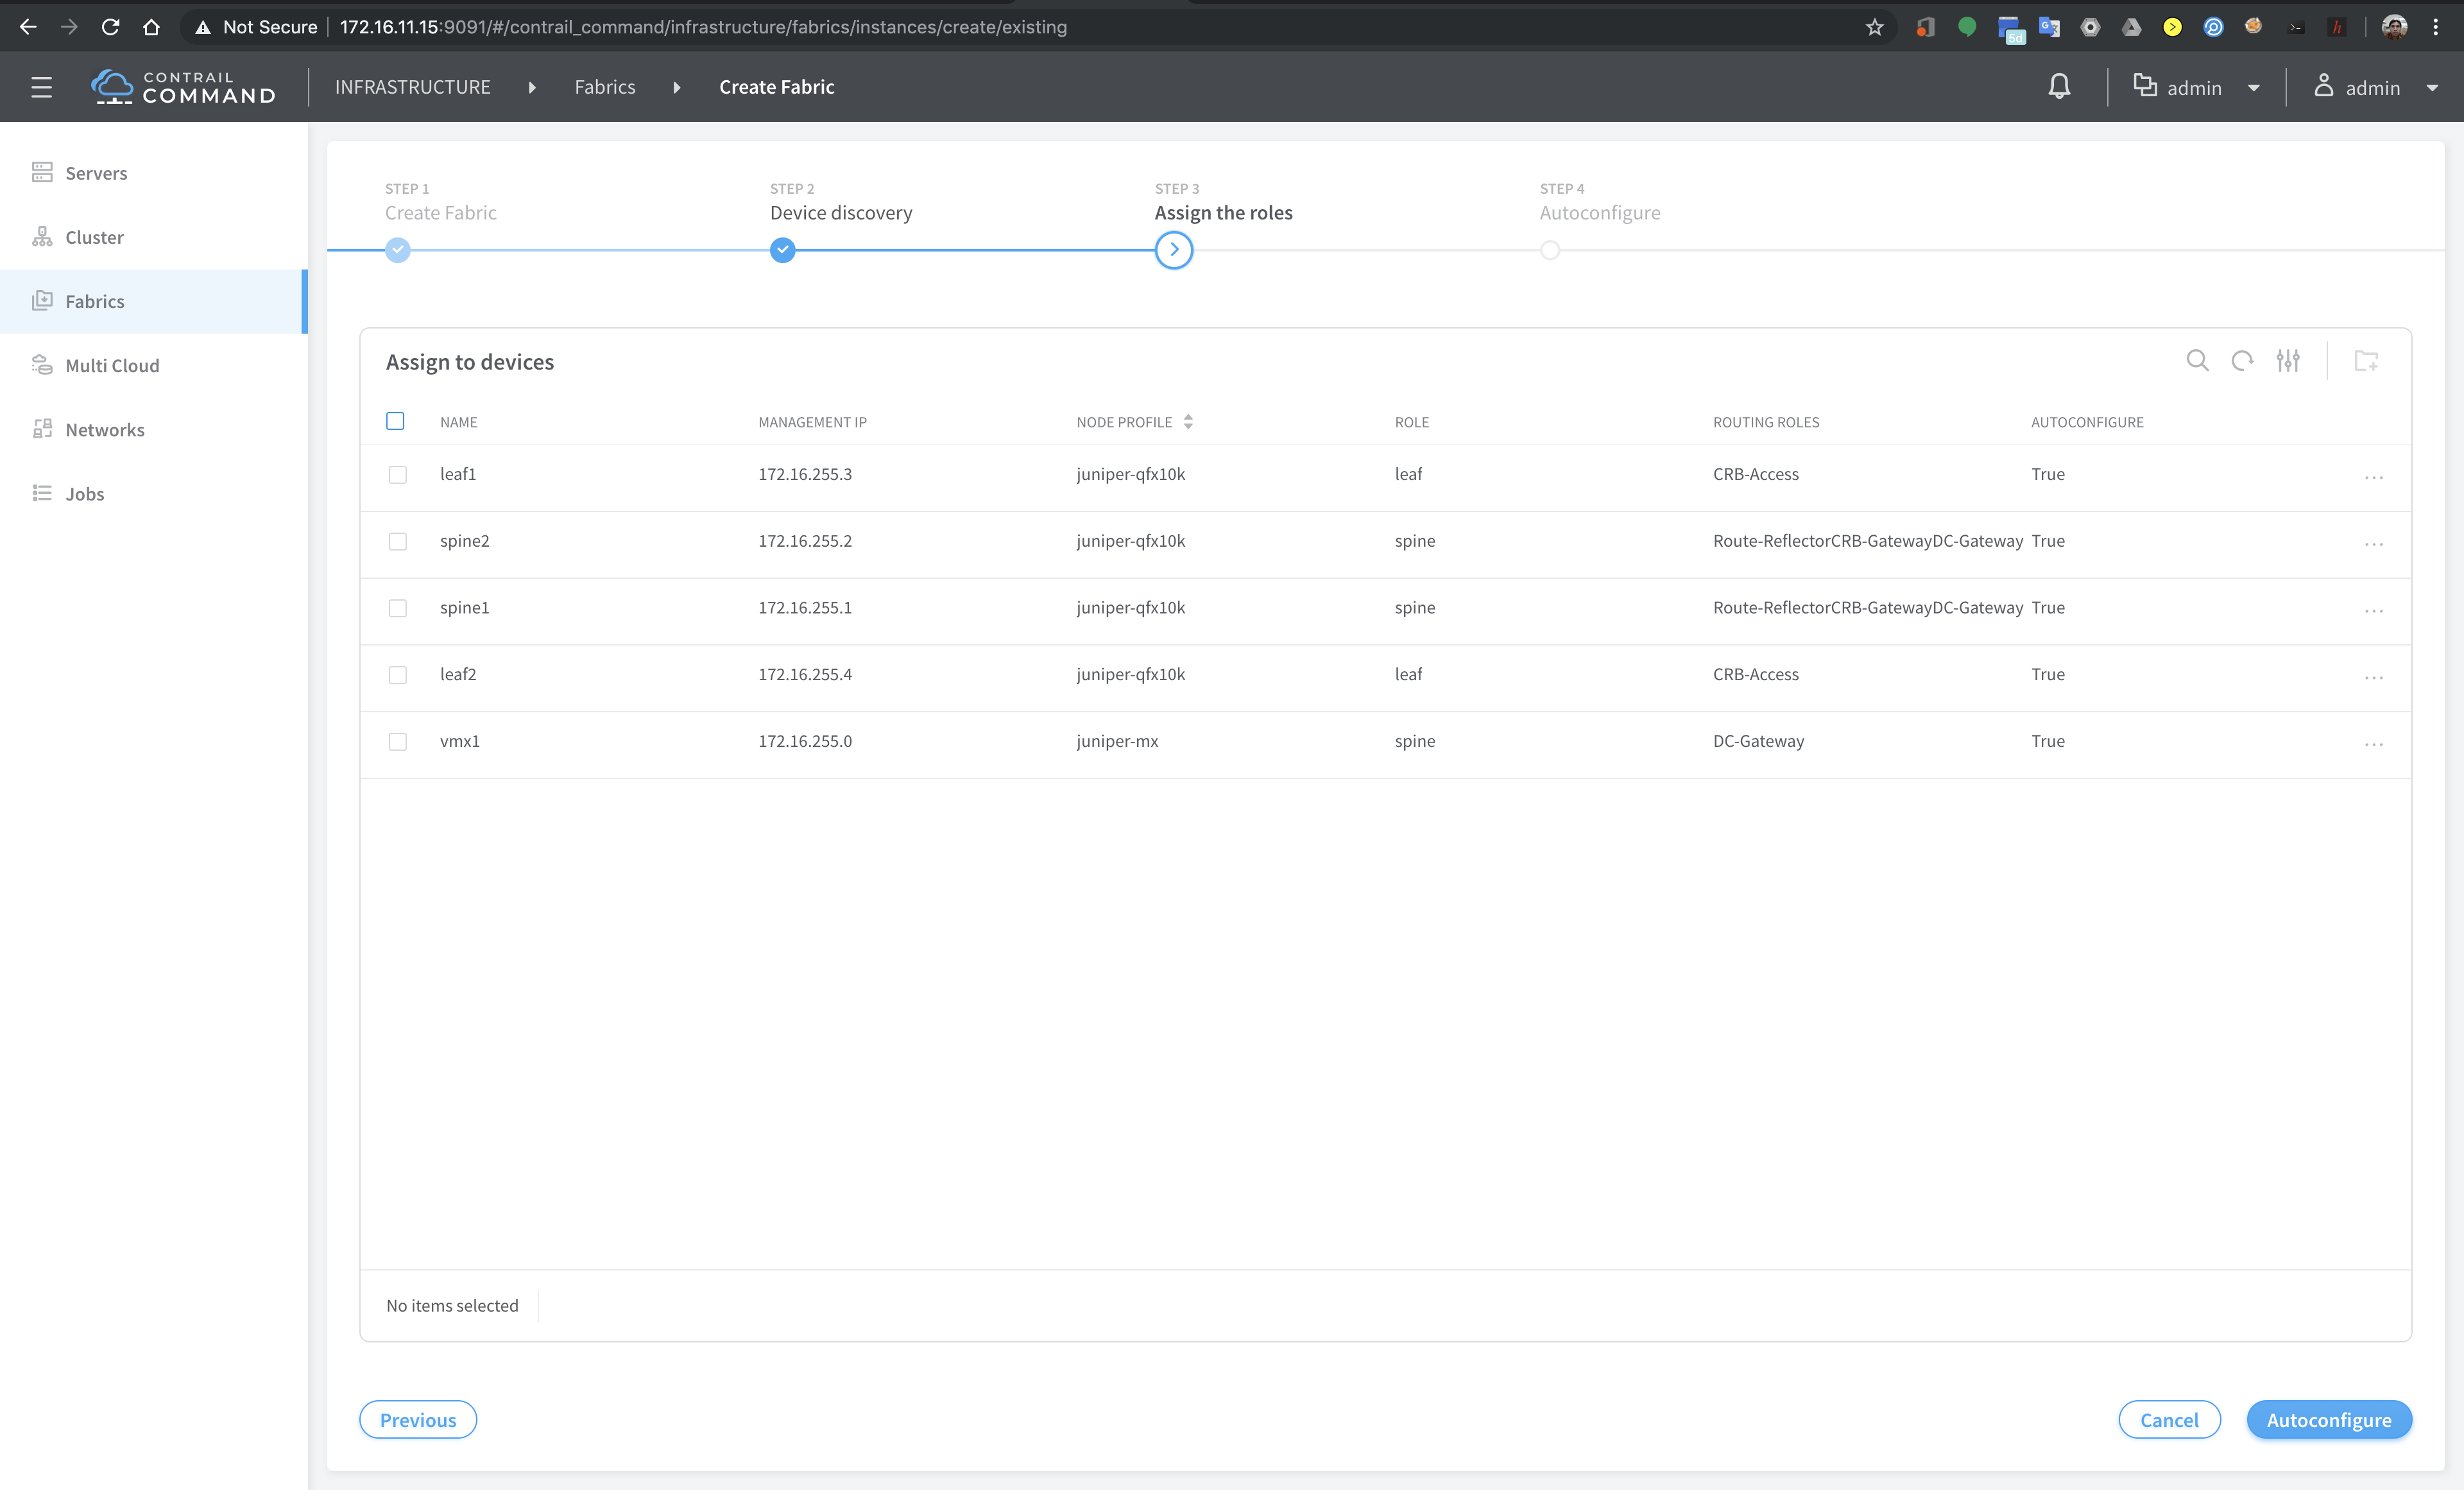 Not Secure 172.16.11.15:9091/#/contrail_command/infrastructure/fabrics/instances/create/existing
5d
CONTRAIL
COMMAND
INFRASTRUCTURE Fabrics Create Fabric
admin admin
Servers
Cluster
Fabrics
Multi Cloud
Networks
Jobs
STEP 1
Create Fabric
STEP 2
Device discovery
STEP 3
Assign the roles
STEP 4
Autoconfigure
Assign to devices
NAME MANAGEMENT IP NODE PROFILE ROLE ROUTING ROLES AUTOCONFIGURE
leaf1 172.16.255.3 juniper-qfx10k leaf CRB-Access True
spine2 172.16.255.2 juniper-qfx10k spine Route-ReflectorCRB-GatewayDC-Gateway True
spine1 172.16.255.1 juniper-qfx10k spine Route-ReflectorCRB-GatewayDC-Gateway True
leaf2 172.16.255.4 juniper-qfx10k leaf CRB-Access True
vmx1 172.16.255.0 juniper-mx spine DC-Gateway True
No items selected
Previous
Cancel
Autoconfigure